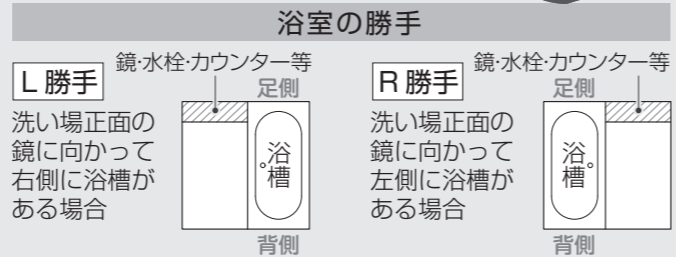 浴室の勝手
L 勝手
鏡・水栓・カウンター等
足側
洗い場正面の
鏡に向かって
右側に浴槽が
ある場合
浴槽
背側
R 勝手
鏡・水栓・カウンター等
足側
洗い場正面の
鏡に向かって
左側に浴槽が
ある場合
浴槽
背側